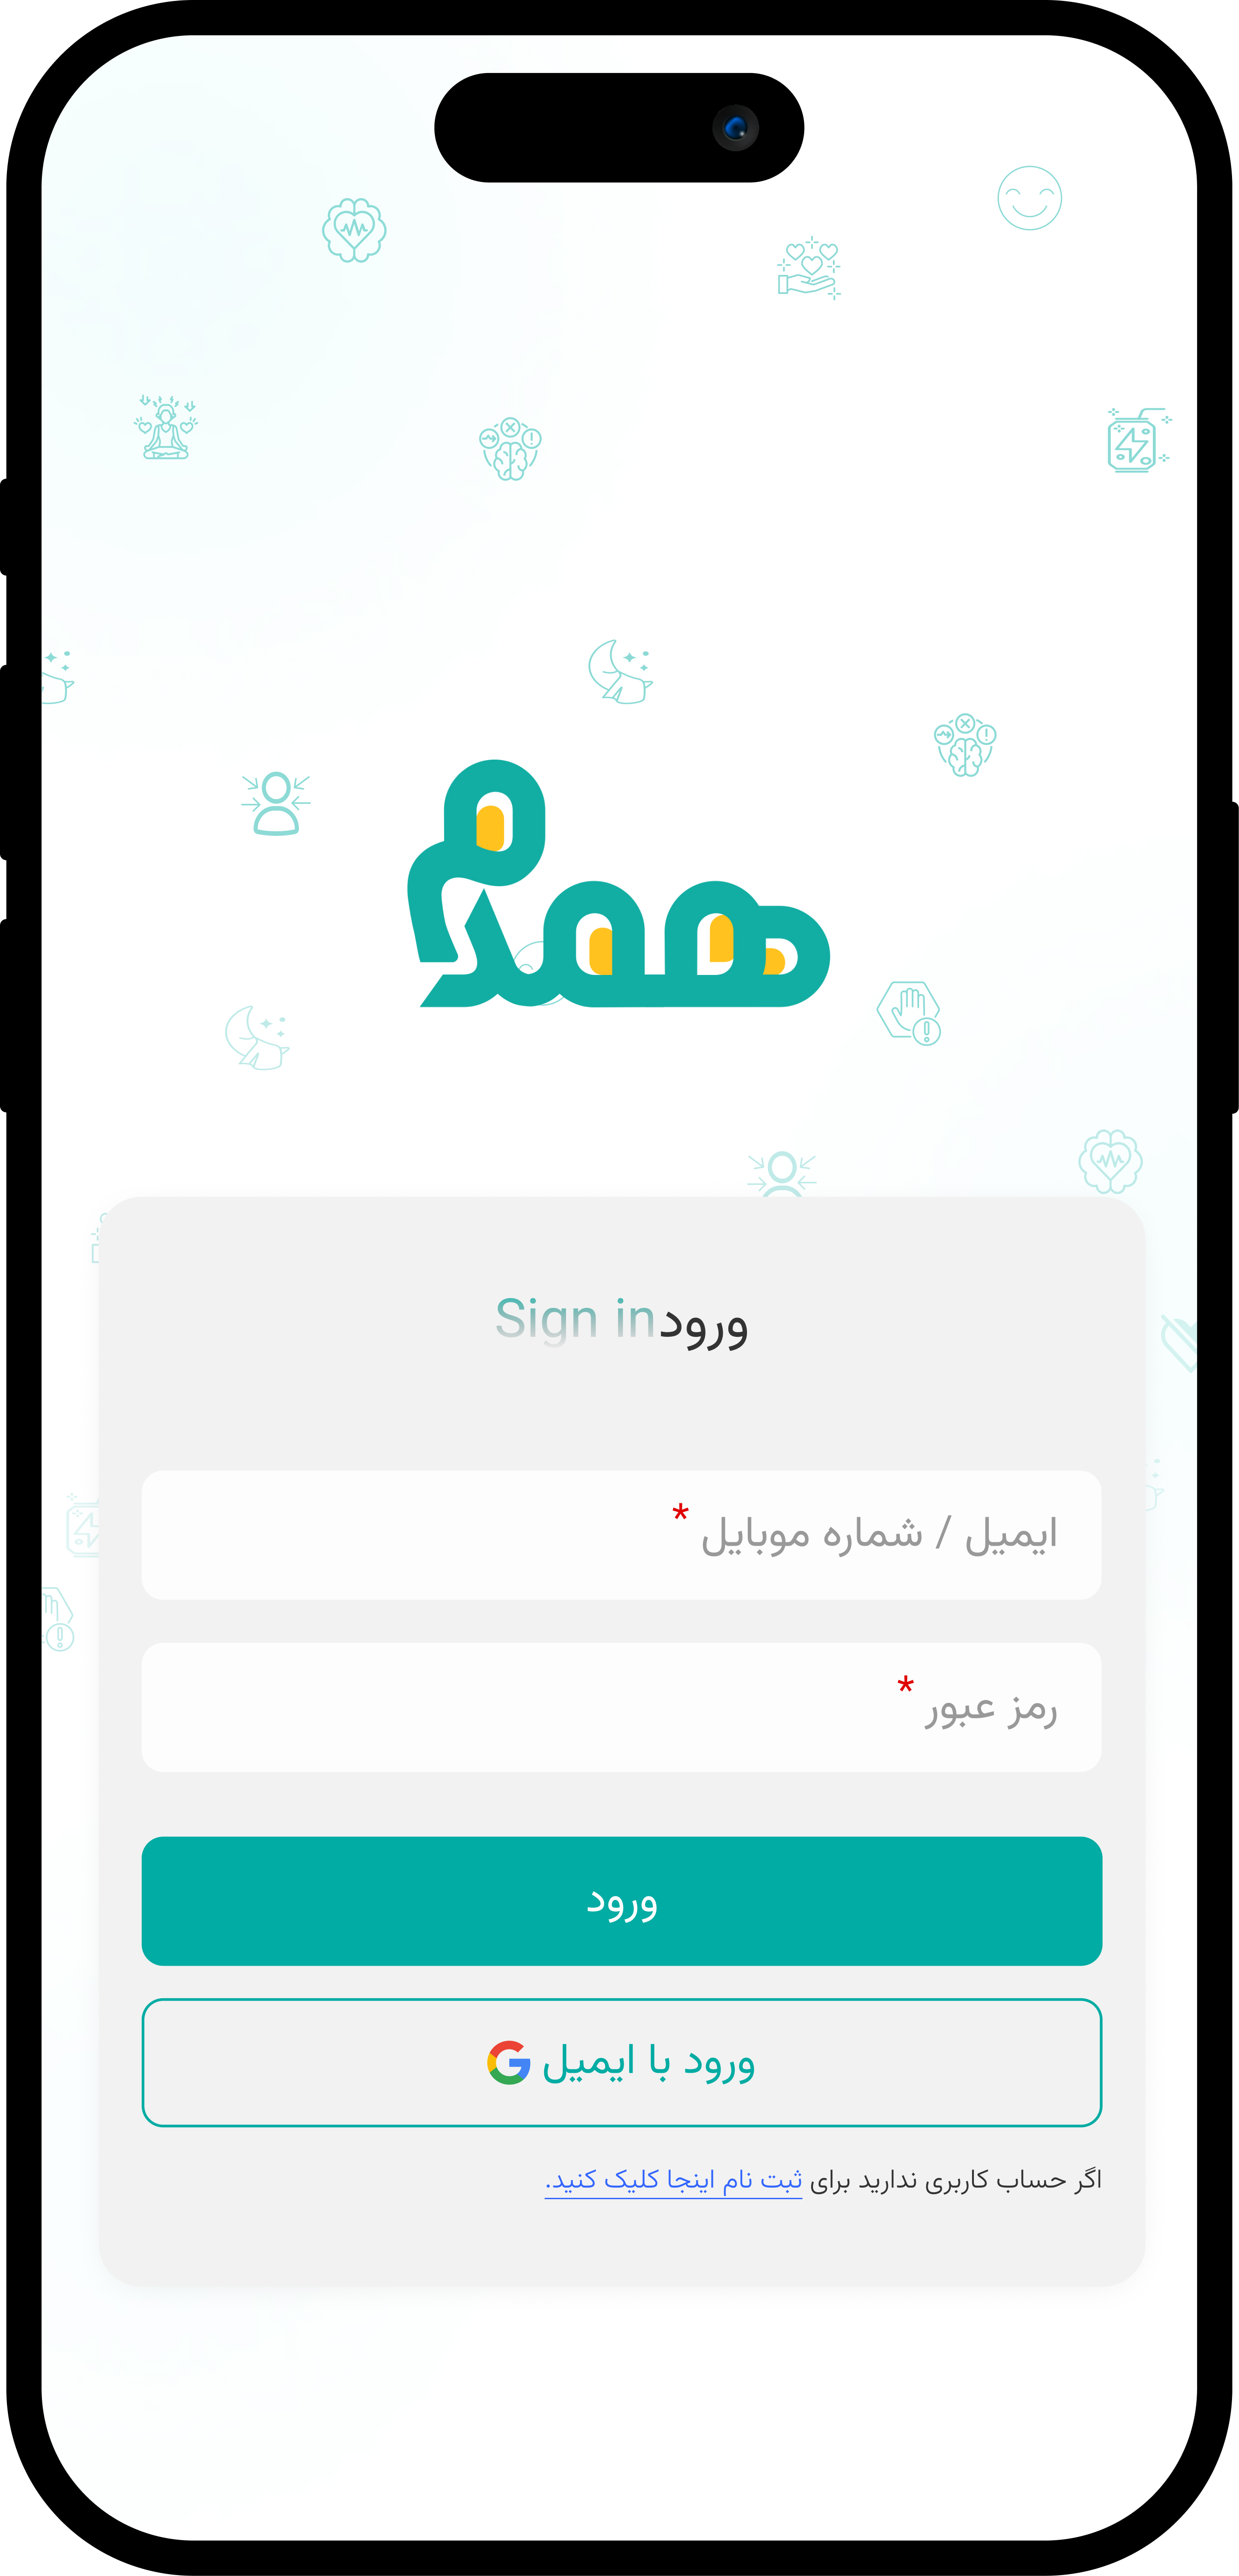 ورود Sign in
ایمیل / شماره موبایل *
رمز عبور *
ورود
ورود با ایمیل
اگر حساب کاربری ندارید برای ثبت نام اینجا کلیک کنید.